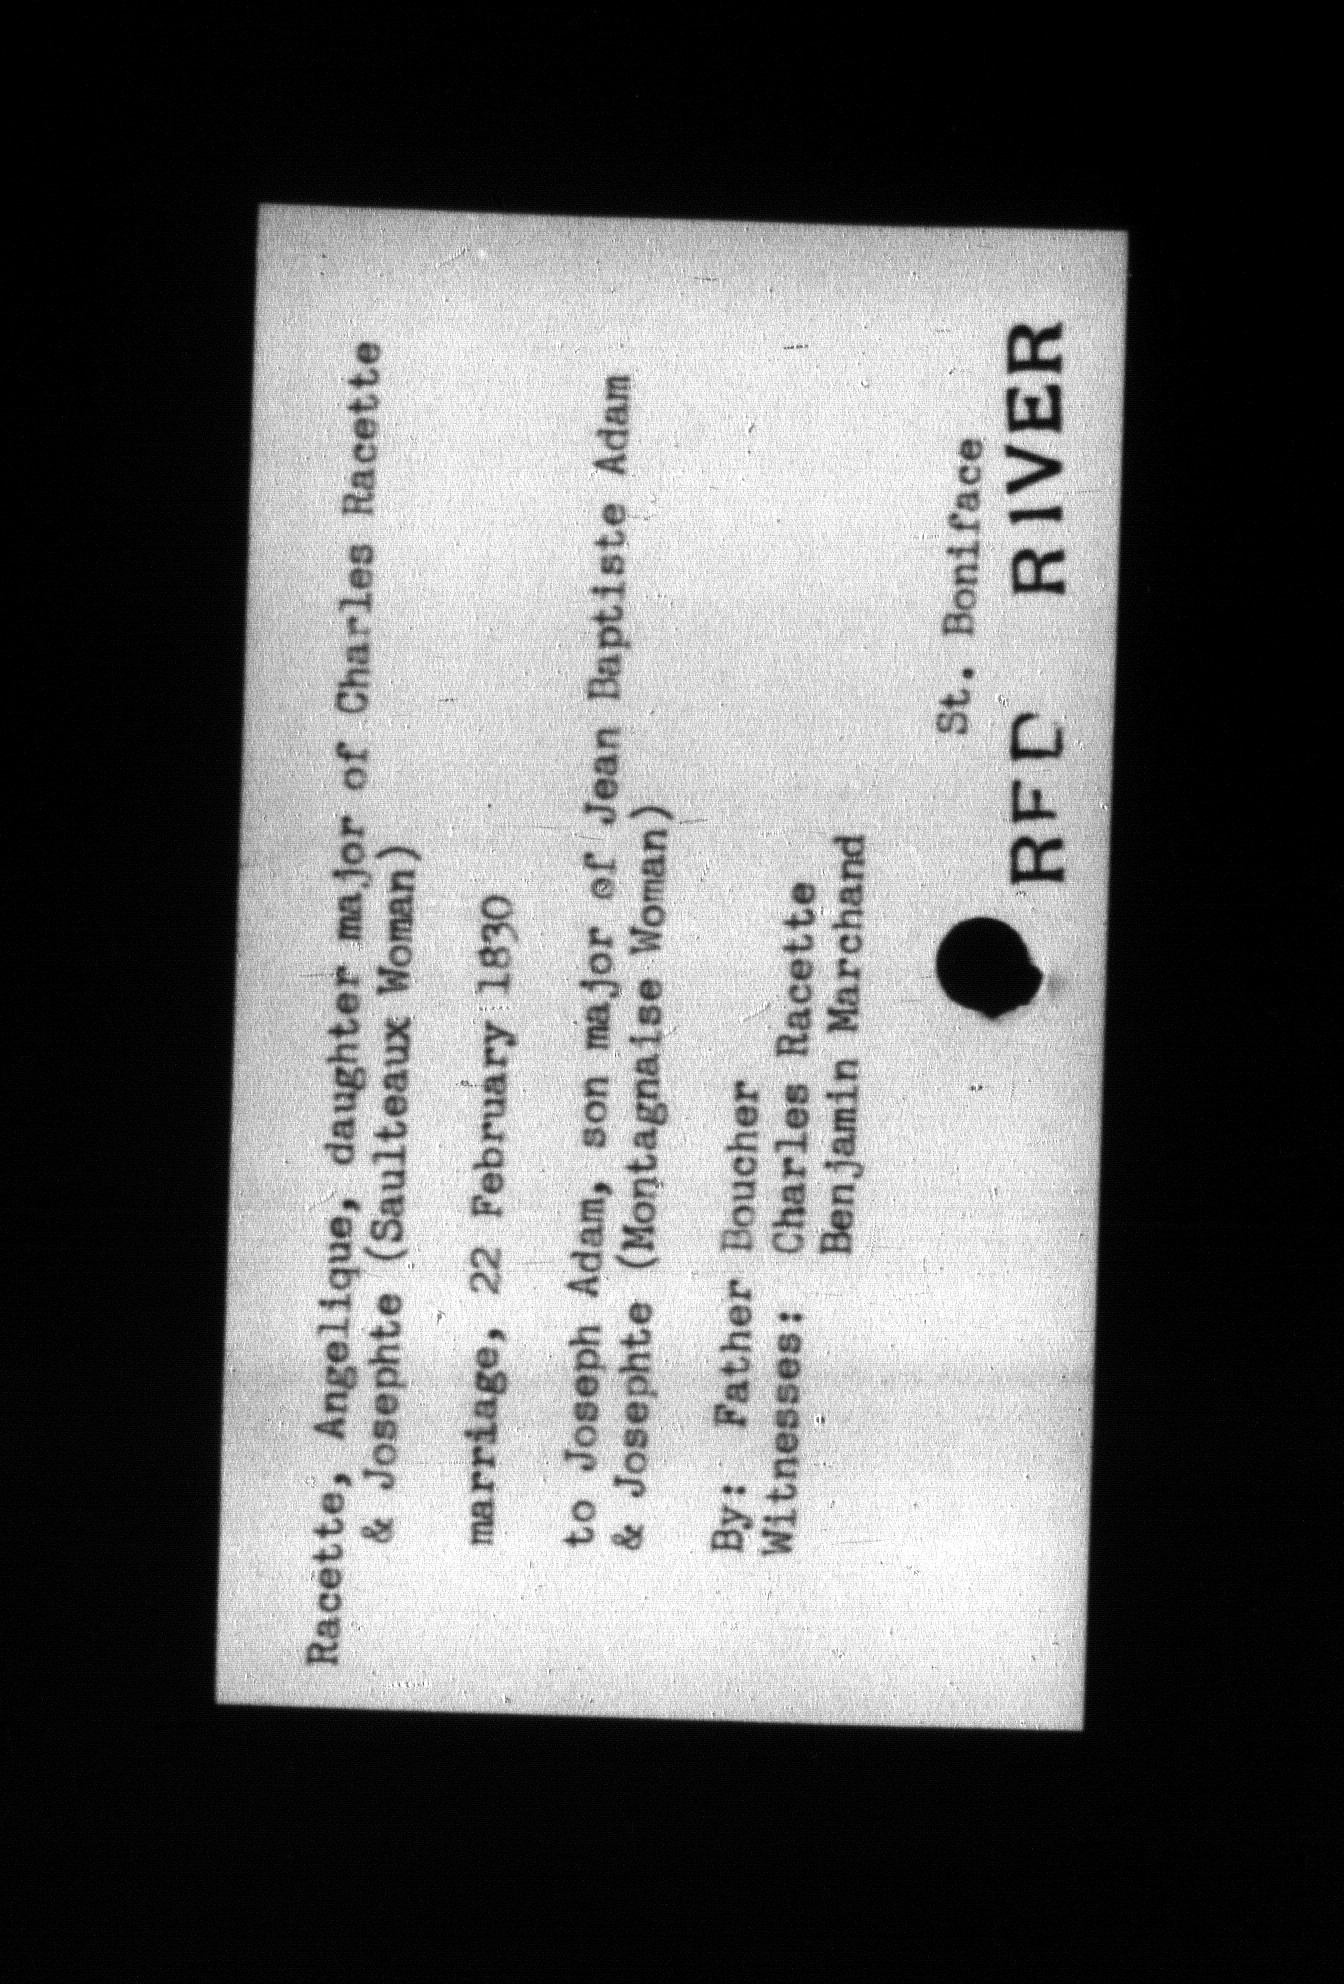 Racette, Angelique, daughter major of Charles Racette
& Josephte (Saulteaux Woman)
marriage, 22 February 1830
to Joseph Adam, son major of Jean Baptiste Adam
& Josephte (Montagnaise Woman)
By: Father Boucher
Witnesses: Charles Racette
Benjamin Marchand
St. Boniface
RED RIVER